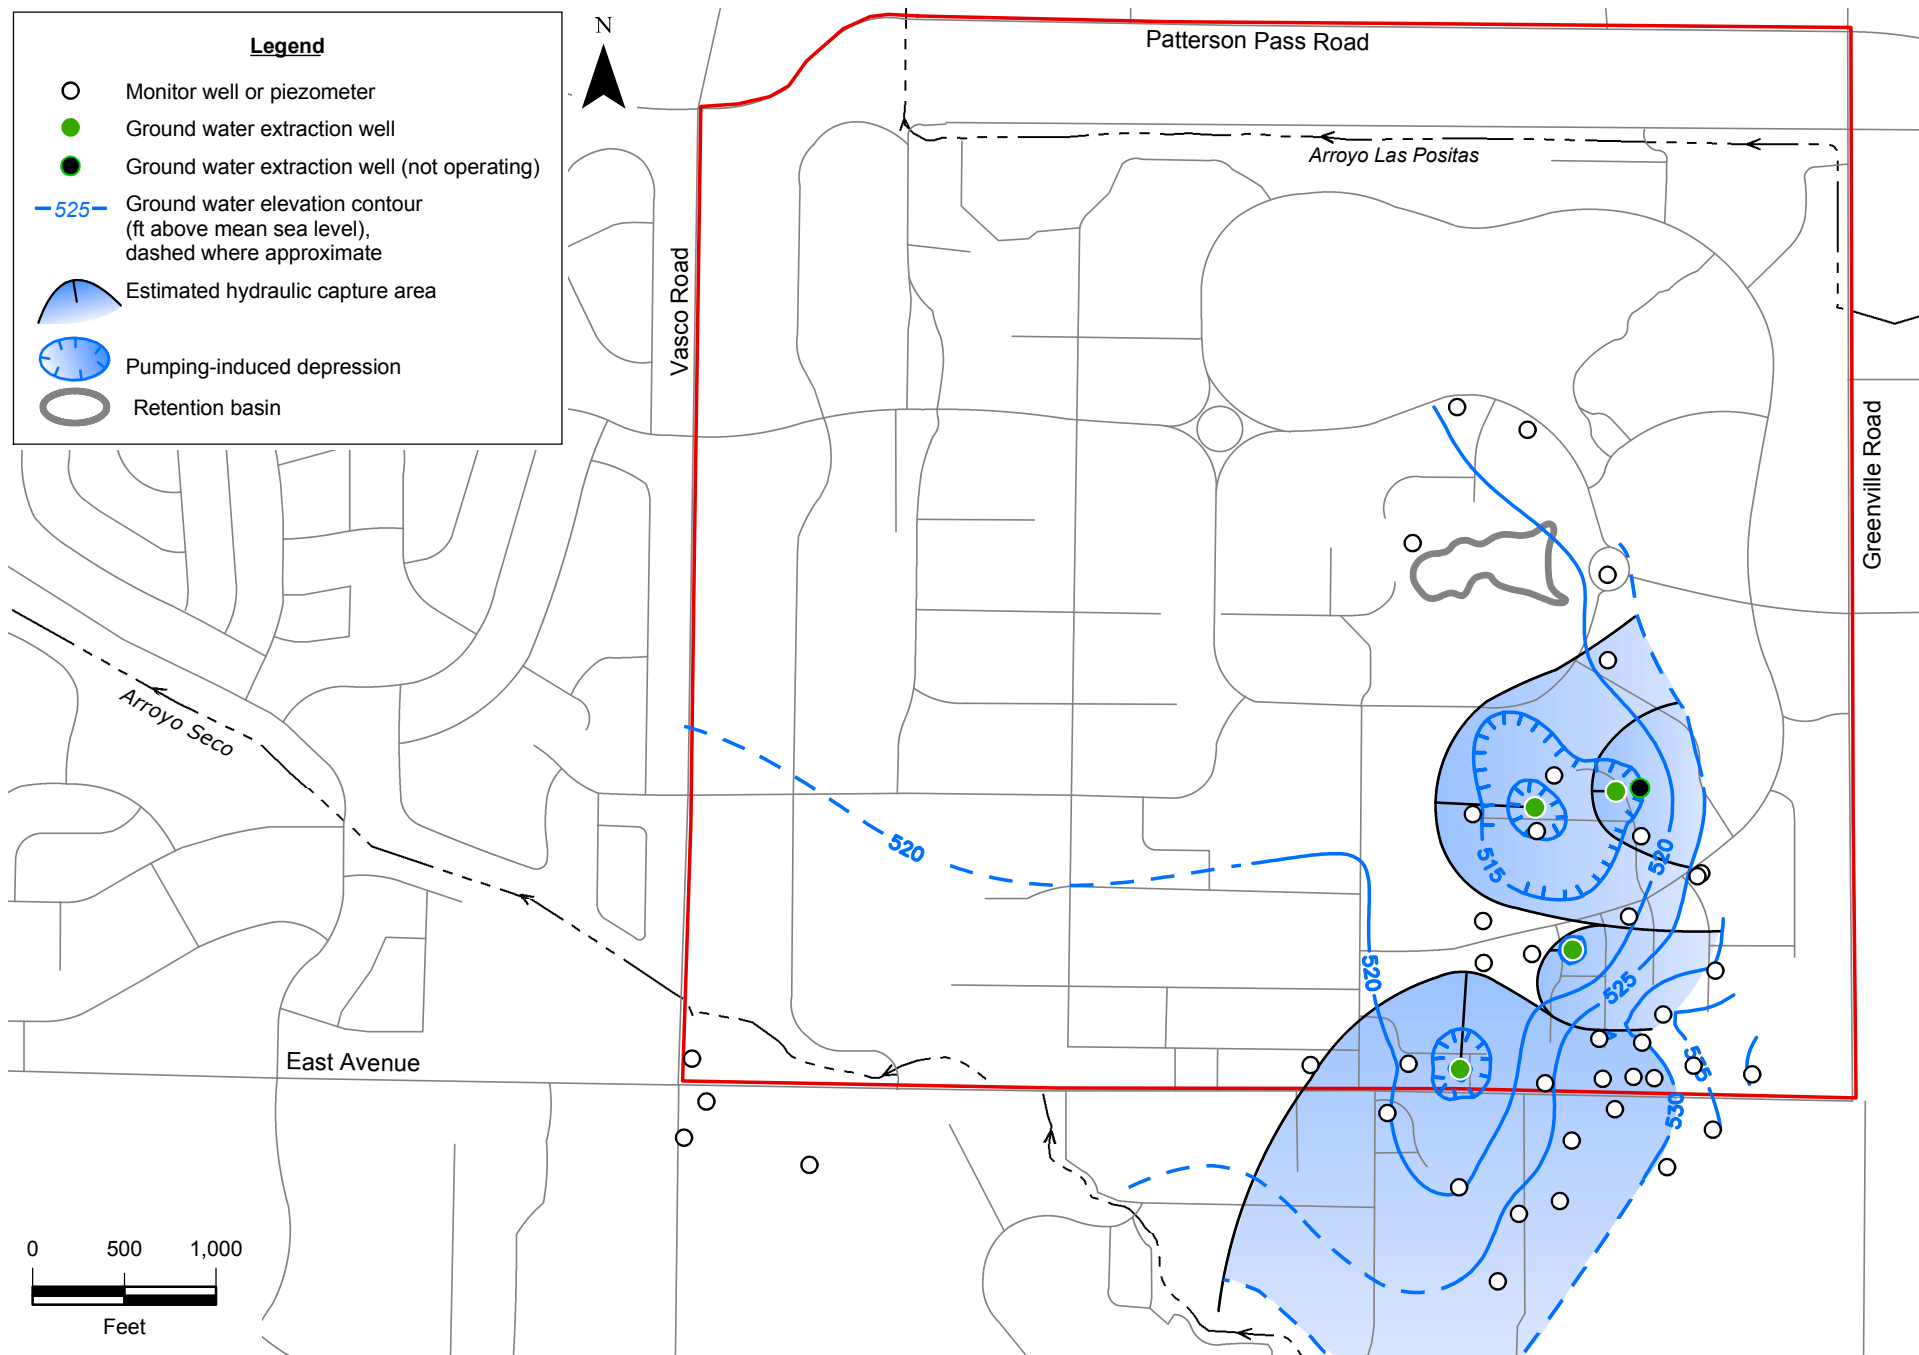 Legend
Monitor well or piezometer
Ground water extraction well
Ground water extraction well (not operating)
525
Ground water elevation contour
(ft above mean sea level),
dashed where approximate
Estimated hydraulic capture area
Pumping-induced depression
Retention basin
N
Patterson Pass Road
Arroyo Las Positas
Vasco Road
Greenville Road
Arroyo Seco
520
515
520
520
525
575
530
East Avenue
0 500 1,000
Feet